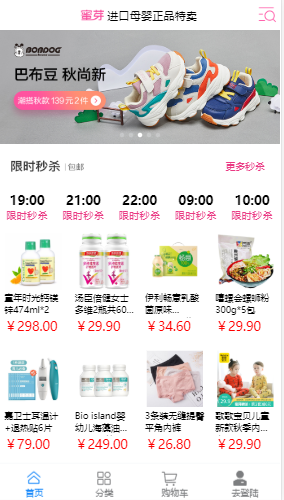 蜜芽 进口母婴正品特卖
BOBDOG
巴布豆 秋尚新
潮搭秋款 139元2件
限时秒杀 |包邮 更多秒杀
19:00 21:00 22:00 09:00 10:00
限时秒杀 限时秒杀 限时秒杀 限时秒杀 限时秒杀
童年时光钙镁锌474ml*2
¥298.00
汤臣倍健女士多维2瓶共60...
¥29.90
伊利畅意乳酸菌原味...
¥34.60
嘻螺会螺蛳粉300g*5包
¥29.90
嘉卫士耳温计+退热贴6片
¥79.00
Bio island婴幼儿海藻油...
¥249.00
3条装无缝提臀平角内裤
¥26.80
歌歌宝贝儿童新款秋季内...
¥29.90
首页 分类 购物车 去登陆